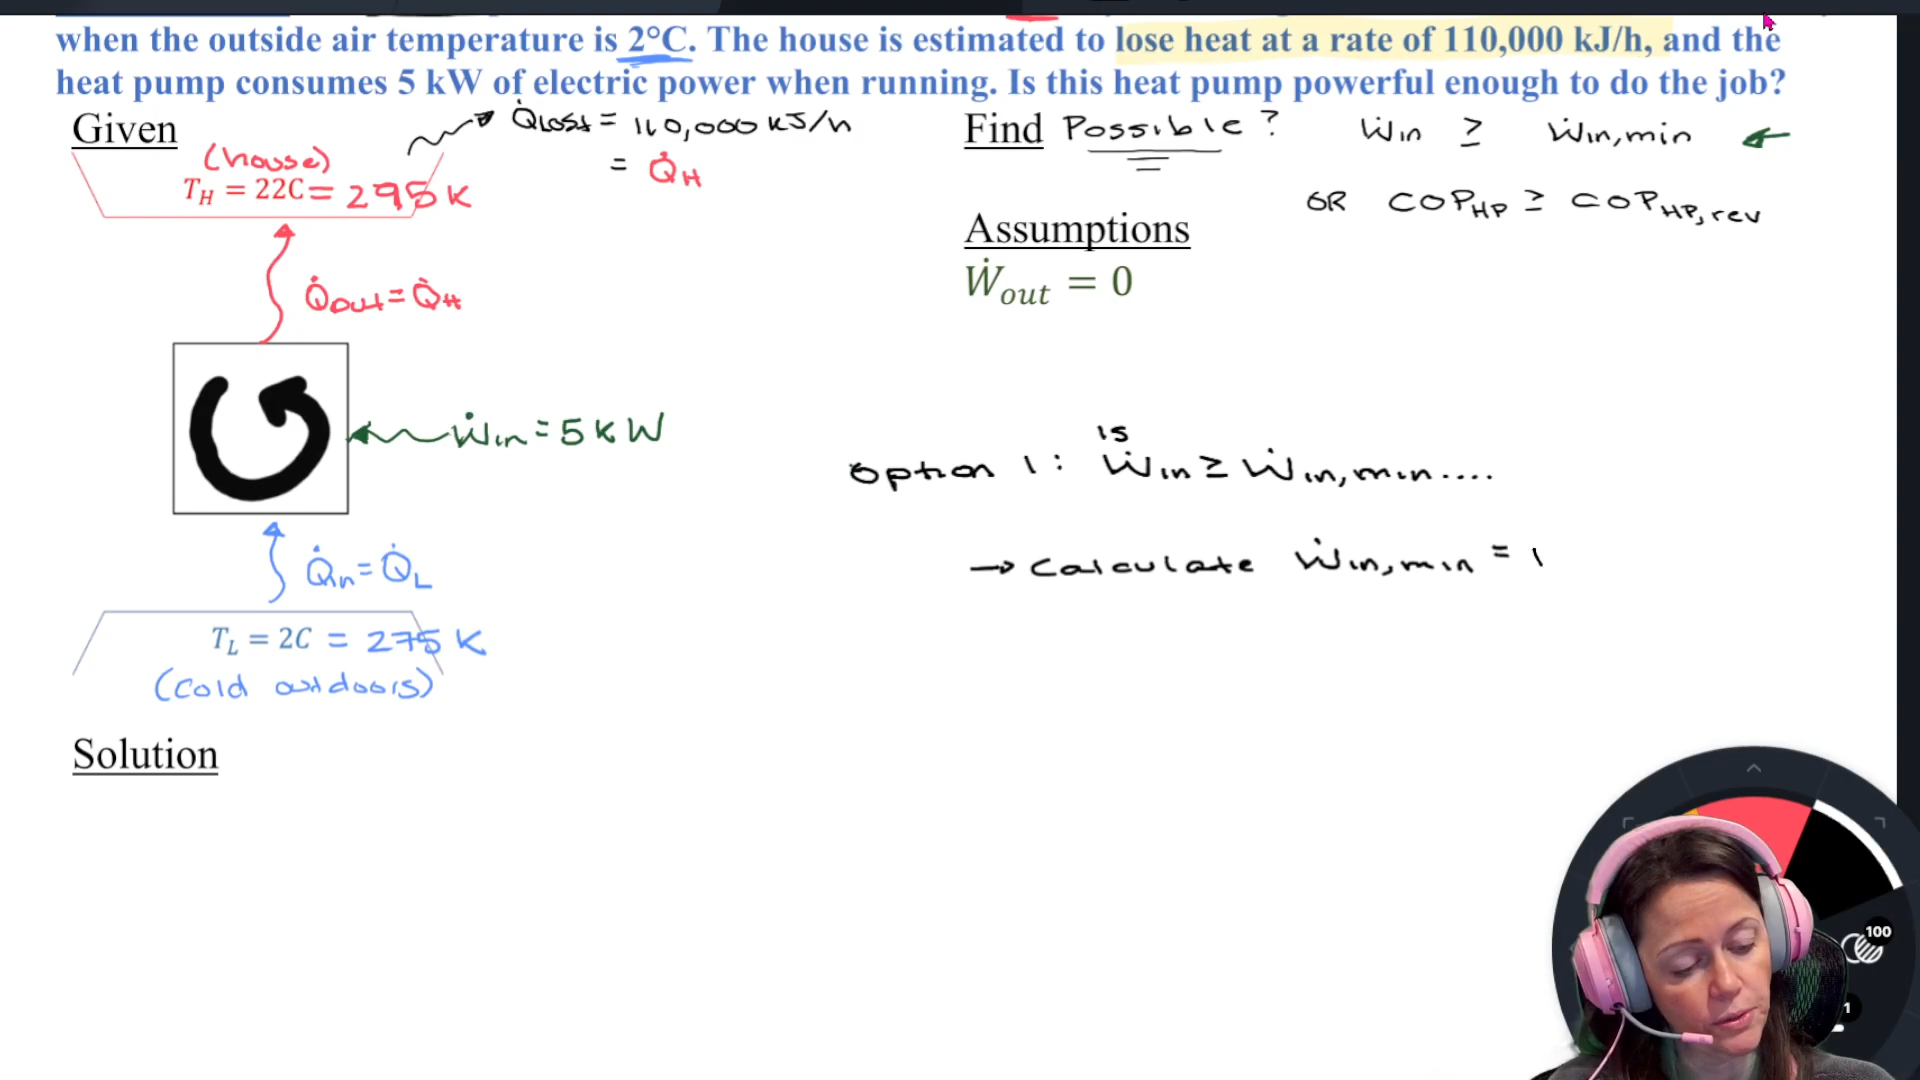 when the outside air temperature is 2°C. The house is estimated to lose heat at a rate of 110,000 kJ/h, and the
heat pump consumes 5 kW of electric power when running. Is this heat pump powerful enough to do the job?
Given
Q̇Lost = 110,000 kJ/h
= Q̇H
(house)
TH = 22C = 295 K
Q̇out = Q̇H
Ẇin = 5 kW
Q̇in = Q̇L
TL = 2C = 275 K
(cold outdoors)
Find Possible? Ẇin ≥ Ẇin,min
OR COPHP ≥ COPHP,rev
Assumptions
Ẇout = 0
is
option 1: Ẇin ≥ Ẇin,min....
→ calculate Ẇin,min =
Solution
100
1